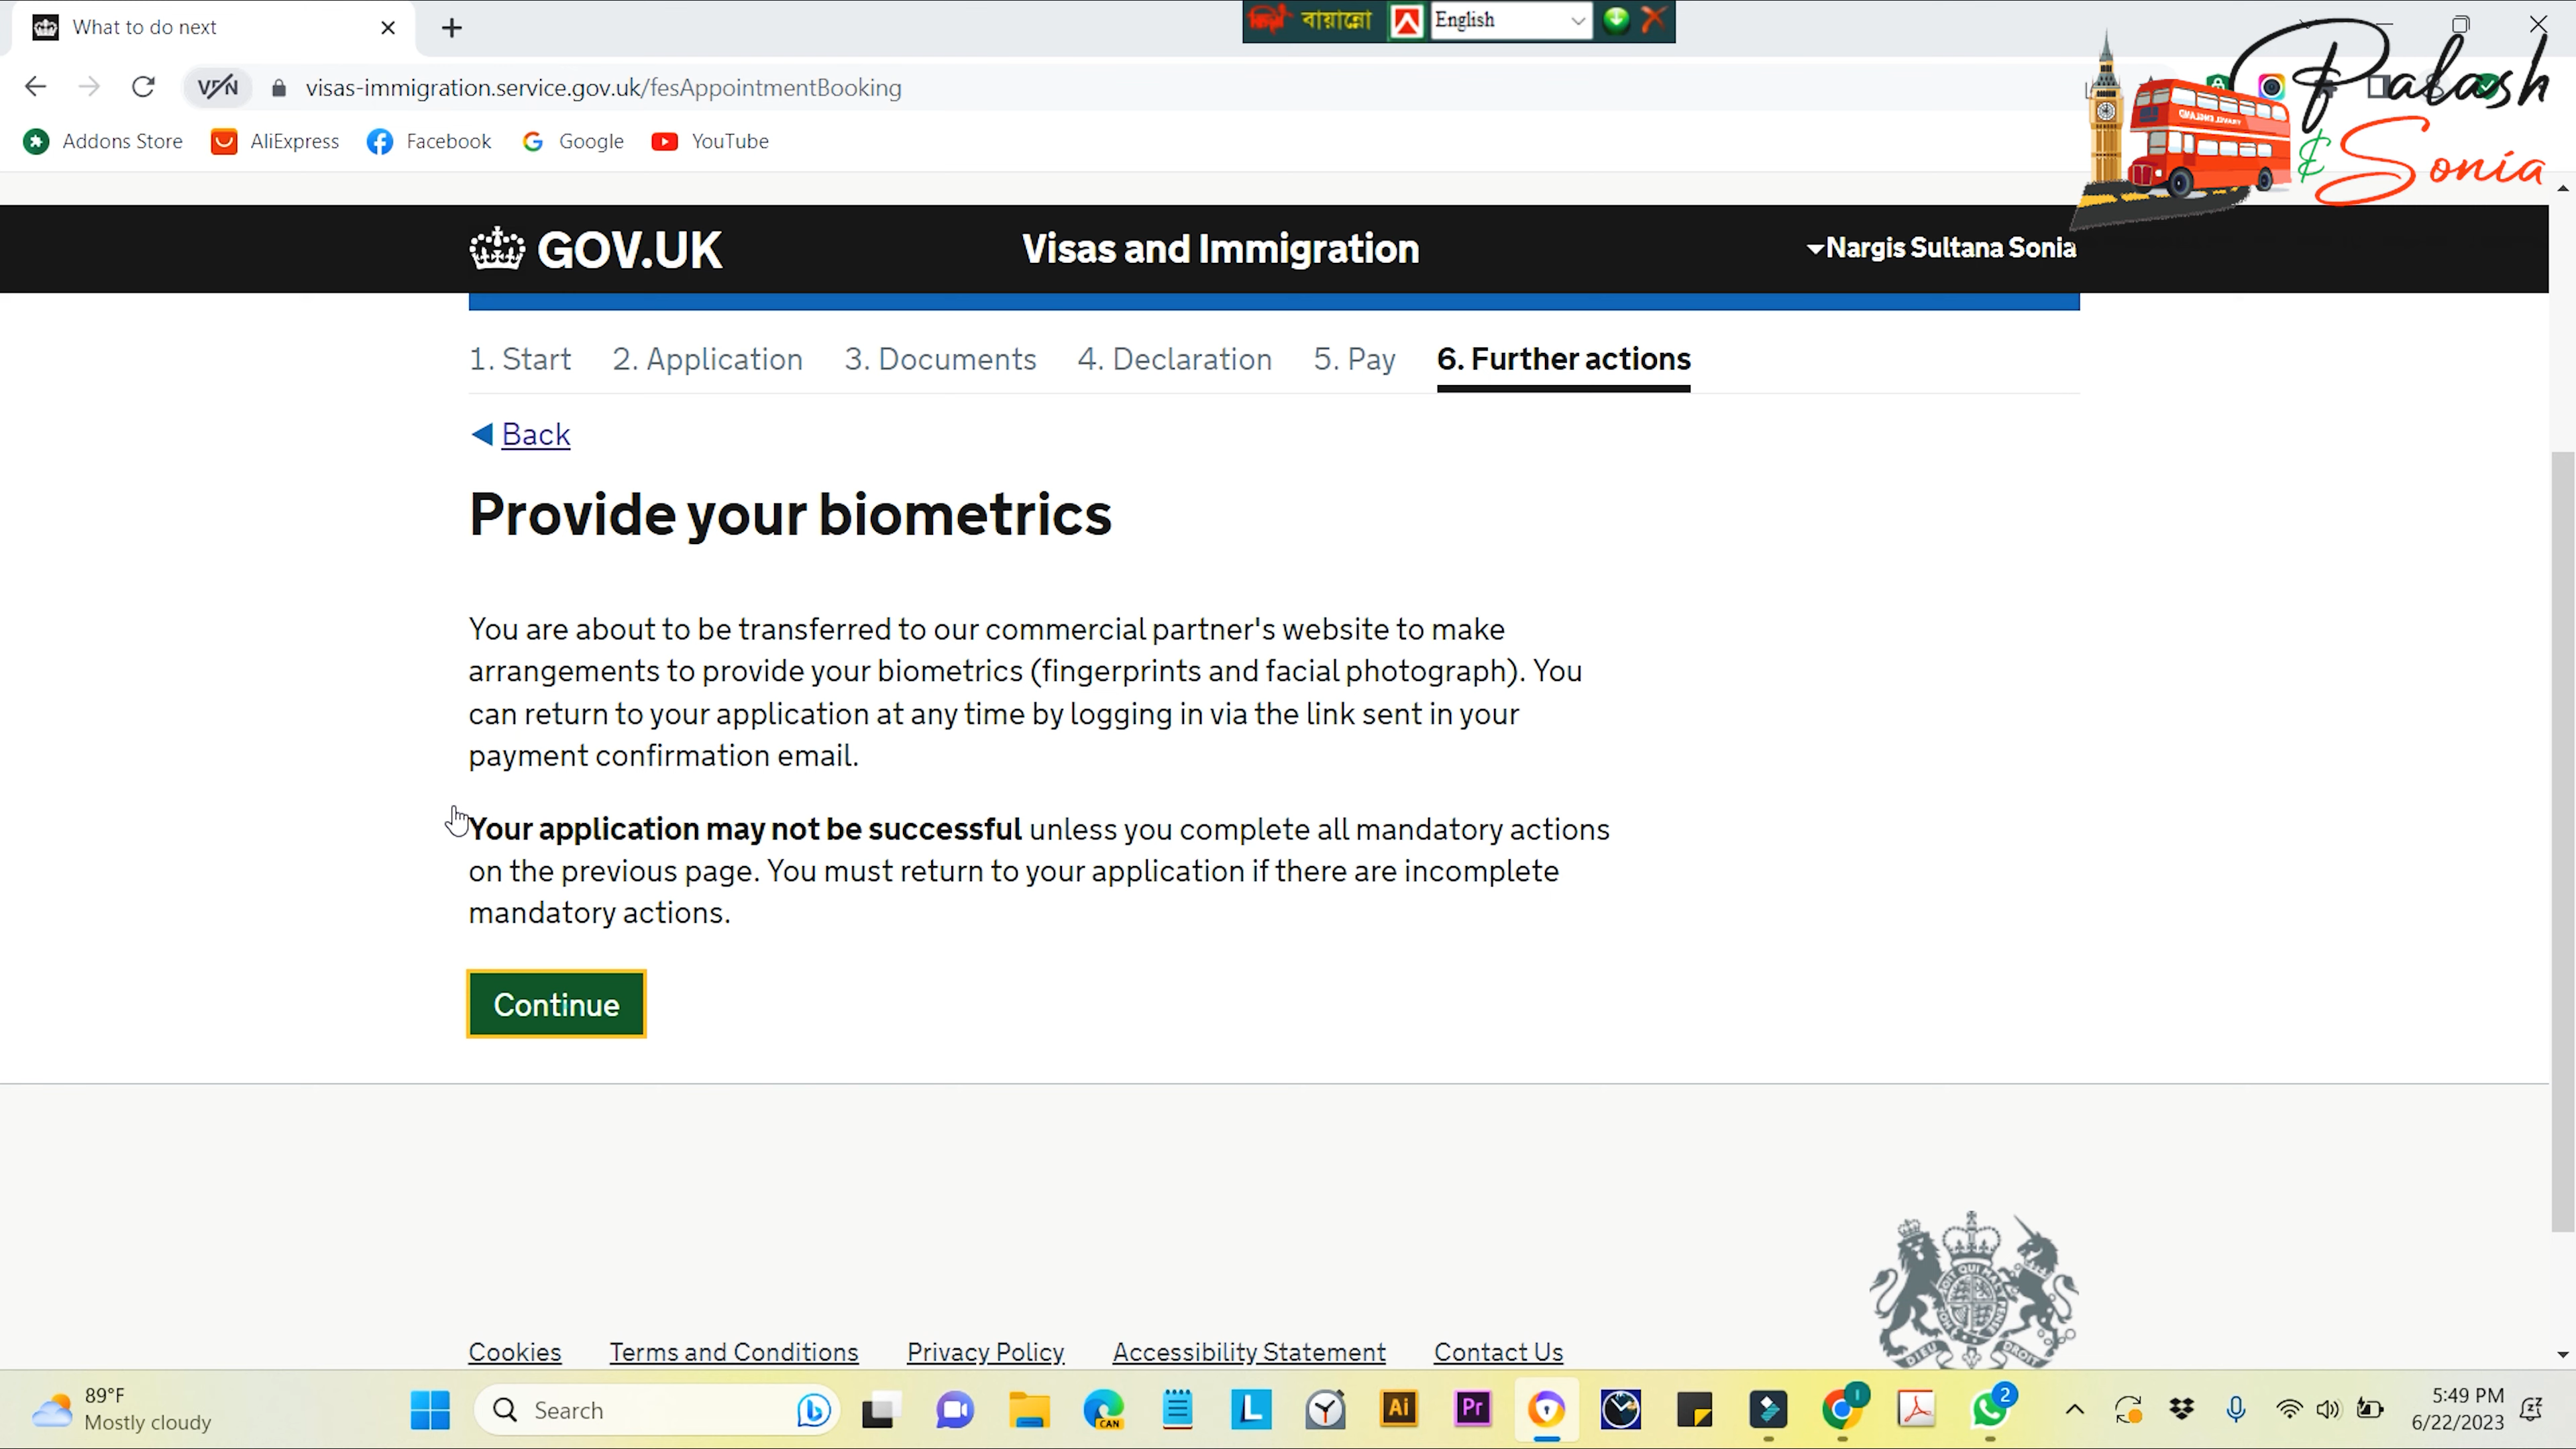 What to do next
বায়ান্নো
English
visas-immigration.service.gov.uk/fesAppointmentBooking
Palash
& Sonia
Addons Store
AliExpress
Facebook
Google
YouTube
GOV.UK
Visas and Immigration
Nargis Sultana Sonia
1. Start
2. Application
3. Documents
4. Declaration
5. Pay
6. Further actions
Back
Provide your biometrics
You are about to be transferred to our commercial partner's website to make
arrangements to provide your biometrics (fingerprints and facial photograph). You
can return to your application at any time by logging in via the link sent in your
payment confirmation email.
Your application may not be successful unless you complete all mandatory actions
on the previous page. You must return to your application if there are incomplete
mandatory actions.
Continue
Cookies
Terms and Conditions
Privacy Policy
Accessibility Statement
Contact Us
DIEU
DROIT
89°F
Mostly cloudy
Search
CAN
L
Ai
Pr
1
2
5:49 PM
6/22/2023